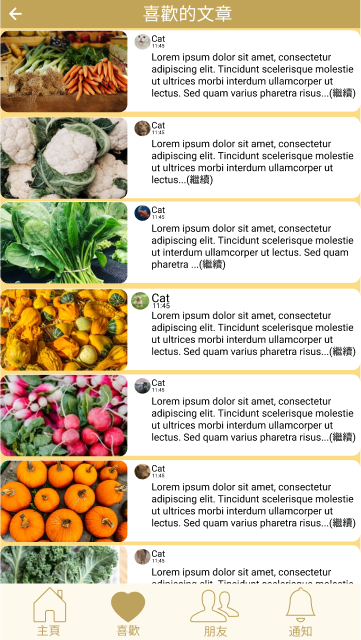 喜歡的文章
Cat
11:45
Lorem ipsum dolor sit amet, consectetur
adipiscing elit. Tincidunt scelerisque molestie
ut ultrices morbi interdum ullamcorper ut
lectus. Sed quam varius pharetra risus...(繼續)
Cat
11:45
Lorem ipsum dolor sit amet, consectetur
adipiscing elit. Tincidunt scelerisque molestie
ut ultrices morbi interdum ullamcorper ut
lectus...(繼續)
Cat
11:45
Lorem ipsum dolor sit amet, consectetur
adipiscing elit. Tincidunt scelerisque molestie
ut interdum ullamcorper ut lectus. Sed quam
pharetra ...(繼續)
Cat
11:45
Lorem ipsum dolor sit amet, consectetur
adipiscing elit. Tincidunt scelerisque molestie
ut ultrices morbi interdum ullamcorper ut
lectus. Sed quam varius pharetra risus...(繼續)
Cat
11:45
Lorem ipsum dolor sit amet, consectetur
adipiscing elit. Tincidunt scelerisque molestie
ut ultrices morbi interdum ullamcorper ut
lectus. Sed quam varius pharetra risus...(繼續)
Cat
11:45
Lorem ipsum dolor sit amet, consectetur
adipiscing elit. Tincidunt scelerisque molestie
ut ultrices morbi interdum ullamcorper ut
lectus. Sed quam varius pharetra risus...(繼續)
Cat
11:45
Lorem ipsum dolor sit amet, consectetur
adipiscing elit. Tincidunt scelerisque molestie
主頁
喜歡
朋友
通知